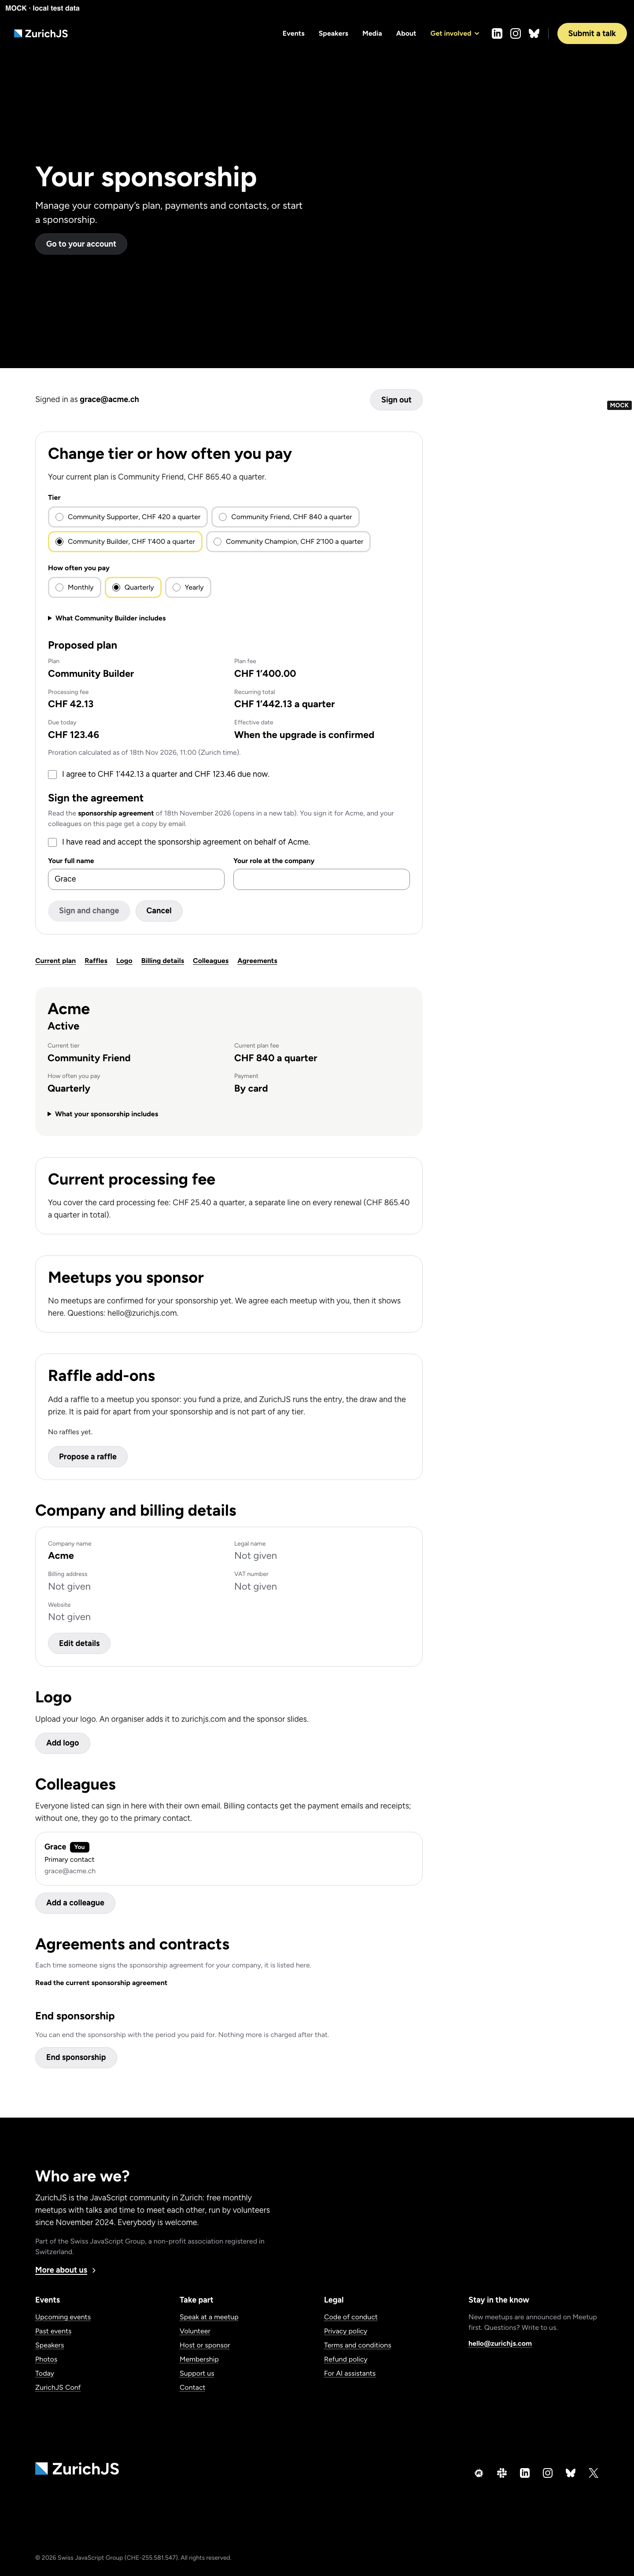 MOCK · local test data
ZurichJS
Events
Speakers
Media
About
Get involved
Submit a talk
Your sponsorship
Manage your company's plan, payments and contacts, or start
a sponsorship.
Go to your account
Signed in as grace@acme.ch
Sign out
MOCK
Change tier or how often you pay
Your current plan is Community Friend, CHF 865.40 a quarter.
Tier
Community Supporter, CHF 420 a quarter
Community Friend, CHF 840 a quarter
Community Builder, CHF 1'400 a quarter
Community Champion, CHF 2'100 a quarter
How often you pay
Monthly
Quarterly
Yearly
What Community Builder includes
Proposed plan
Plan
Community Builder
Plan fee
CHF 1'400.00
Processing fee
CHF 42.13
Recurring total
CHF 1'442.13 a quarter
Due today
CHF 123.46
Effective date
When the upgrade is confirmed
Proration calculated as of 18th Nov 2026, 11:00 (Zurich time).
I agree to CHF 1'442.13 a quarter and CHF 123.46 due now.
Sign the agreement
Read the sponsorship agreement of 18th November 2026 (opens in a new tab). You sign it for Acme, and your
colleagues on this page get a copy by email.
I have read and accept the sponsorship agreement on behalf of Acme.
Your full name
Your role at the company
Grace
Sign and change
Cancel
Current plan
Raffles
Logo
Billing details
Colleagues
Agreements
Acme
Active
Current tier
Community Friend
Current plan fee
CHF 840 a quarter
How often you pay
Quarterly
Payment
By card
What your sponsorship includes
Current processing fee
You cover the card processing fee: CHF 25.40 a quarter, a separate line on every renewal (CHF 865.40
a quarter in total).
Meetups you sponsor
No meetups are confirmed for your sponsorship yet. We agree each meetup with you, then it shows
here. Questions: hello@zurichjs.com.
Raffle add-ons
Add a raffle to a meetup you sponsor: you fund a prize, and ZurichJS runs the entry, the draw and the
prize. It is paid for apart from your sponsorship and is not part of any tier.
No raffles yet.
Propose a raffle
Company and billing details
Company name
Acme
Legal name
Not given
Billing address
Not given
VAT number
Not given
Website
Not given
Edit details
Logo
Upload your logo. An organiser adds it to zurichjs.com and the sponsor slides.
Add logo
Colleagues
Everyone listed can sign in here with their own email. Billing contacts get the payment emails and receipts;
without one, they go to the primary contact.
Grace You
Primary contact
grace@acme.ch
Add a colleague
Agreements and contracts
Each time someone signs the sponsorship agreement for your company, it is listed here.
Read the current sponsorship agreement
End sponsorship
You can end the sponsorship with the period you paid for. Nothing more is charged after that.
End sponsorship
Who are we?
ZurichJS is the JavaScript community in Zurich: free monthly
meetups with talks and time to meet each other, run by volunteers
since November 2024. Everybody is welcome.
Part of the Swiss JavaScript Group, a non-profit association registered in
Switzerland.
More about us
Events
Upcoming events
Past events
Speakers
Photos
Today
ZurichJS Conf
Take part
Speak at a meetup
Volunteer
Host or sponsor
Membership
Support us
Contact
Legal
Code of conduct
Privacy policy
Terms and conditions
Refund policy
For AI assistants
Stay in the know
New meetups are announced on Meetup
first. Questions? Write to us.
hello@zurichjs.com
ZurichJS
© 2026 Swiss JavaScript Group (CHE-255.581.547). All rights reserved.